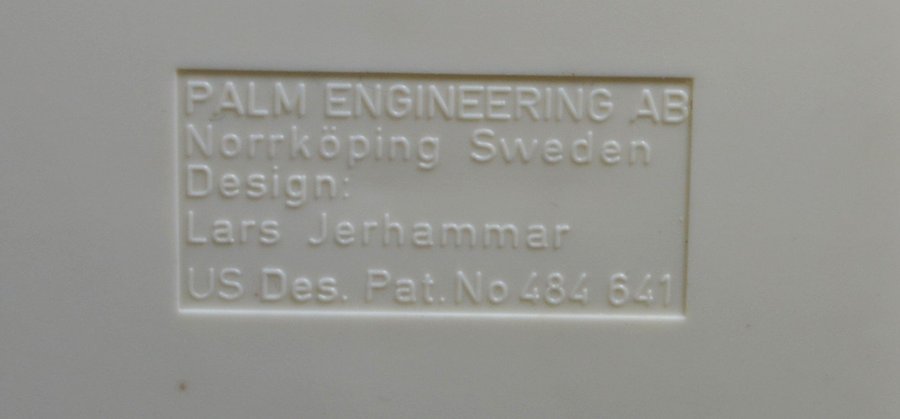 PALM ENGINEERING AB
Norrköping Sweden
Design:
Lars Jerhammar
US Des. Pat. No 484 641